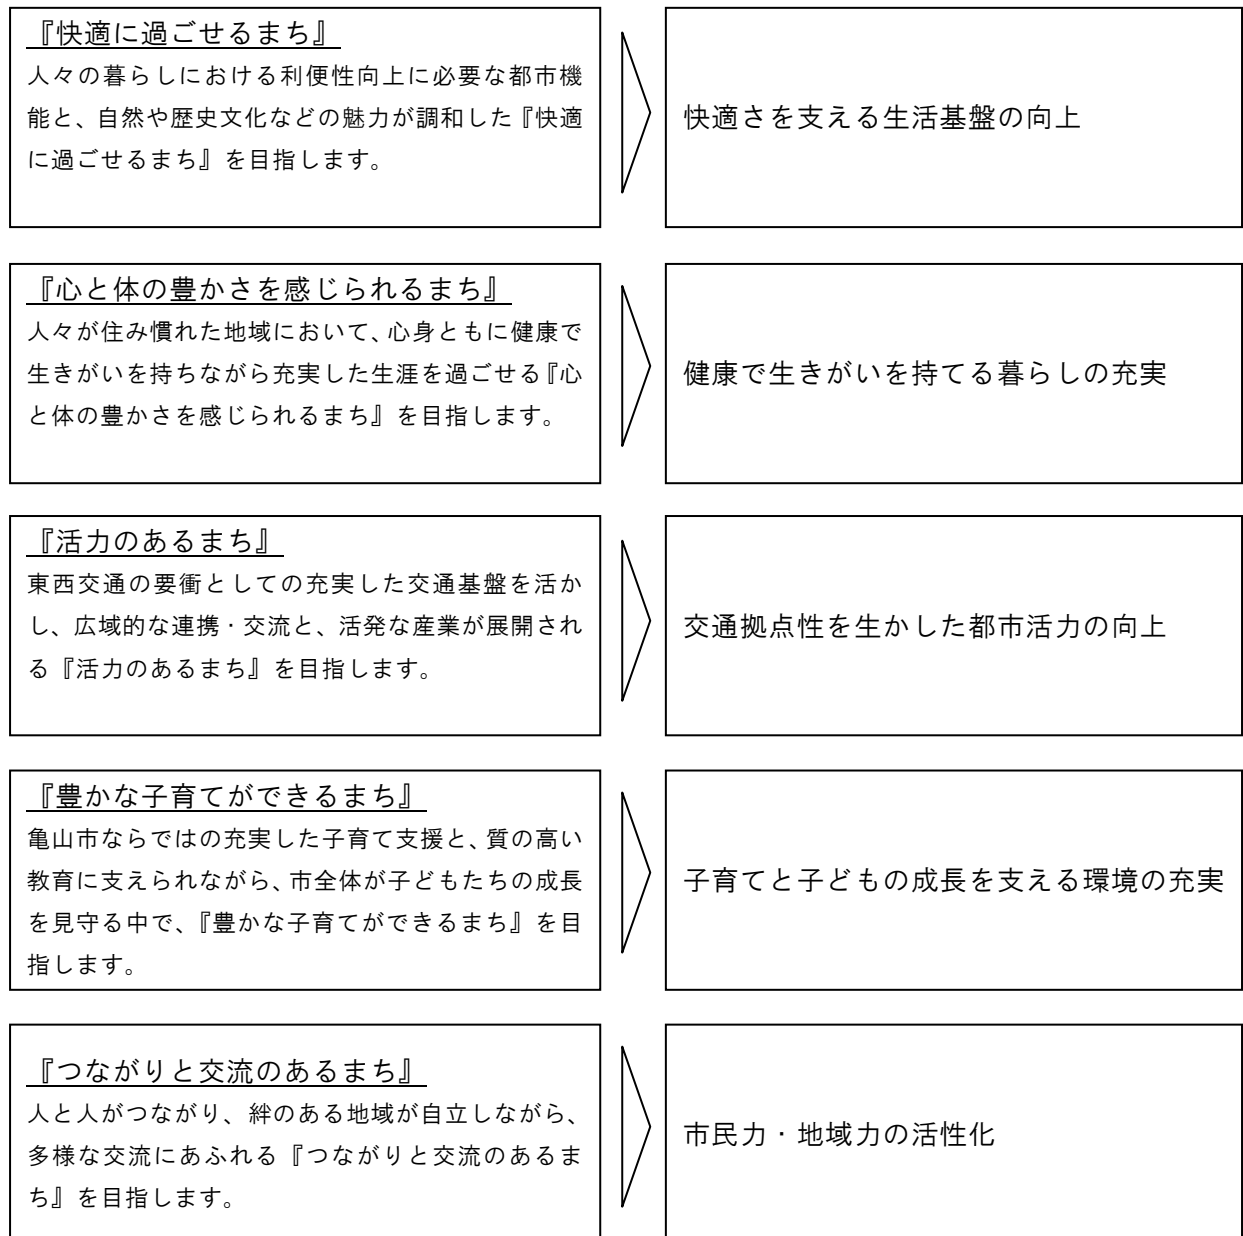 『快適に過ごせるまち』
人々の暮らしにおける利便性向上に必要な都市機
能と、自然や歴史文化などの魅力が調和した『快適
に過ごせるまち』を目指します。
快適さを支える生活基盤の向上
『心と体の豊かさを感じられるまち』
人々が住み慣れた地域において、心身ともに健康で
生きがいを持ちながら充実した生涯を過ごせる『心
と体の豊かさを感じられるまち』を目指します。
健康で生きがいを持てる暮らしの充実
『活力のあるまち』
東西交通の要衝としての充実した交通基盤を活か
し、広域的な連携・交流と、活発な産業が展開され
る『活力のあるまち』を目指します。
交通拠点性を生かした都市活力の向上
『豊かな子育てができるまち』
亀山市ならではの充実した子育て支援と、質の高い
教育に支えられながら、市全体が子どもたちの成長
を見守る中で、『豊かな子育てができるまち』を目
指します。
子育てと子どもの成長を支える環境の充実
『つながりと交流のあるまち』
人と人がつながり、絆のある地域が自立しながら、
多様な交流にあふれる『つながりと交流のあるま
ち』を目指します。
市民力・地域力の活性化